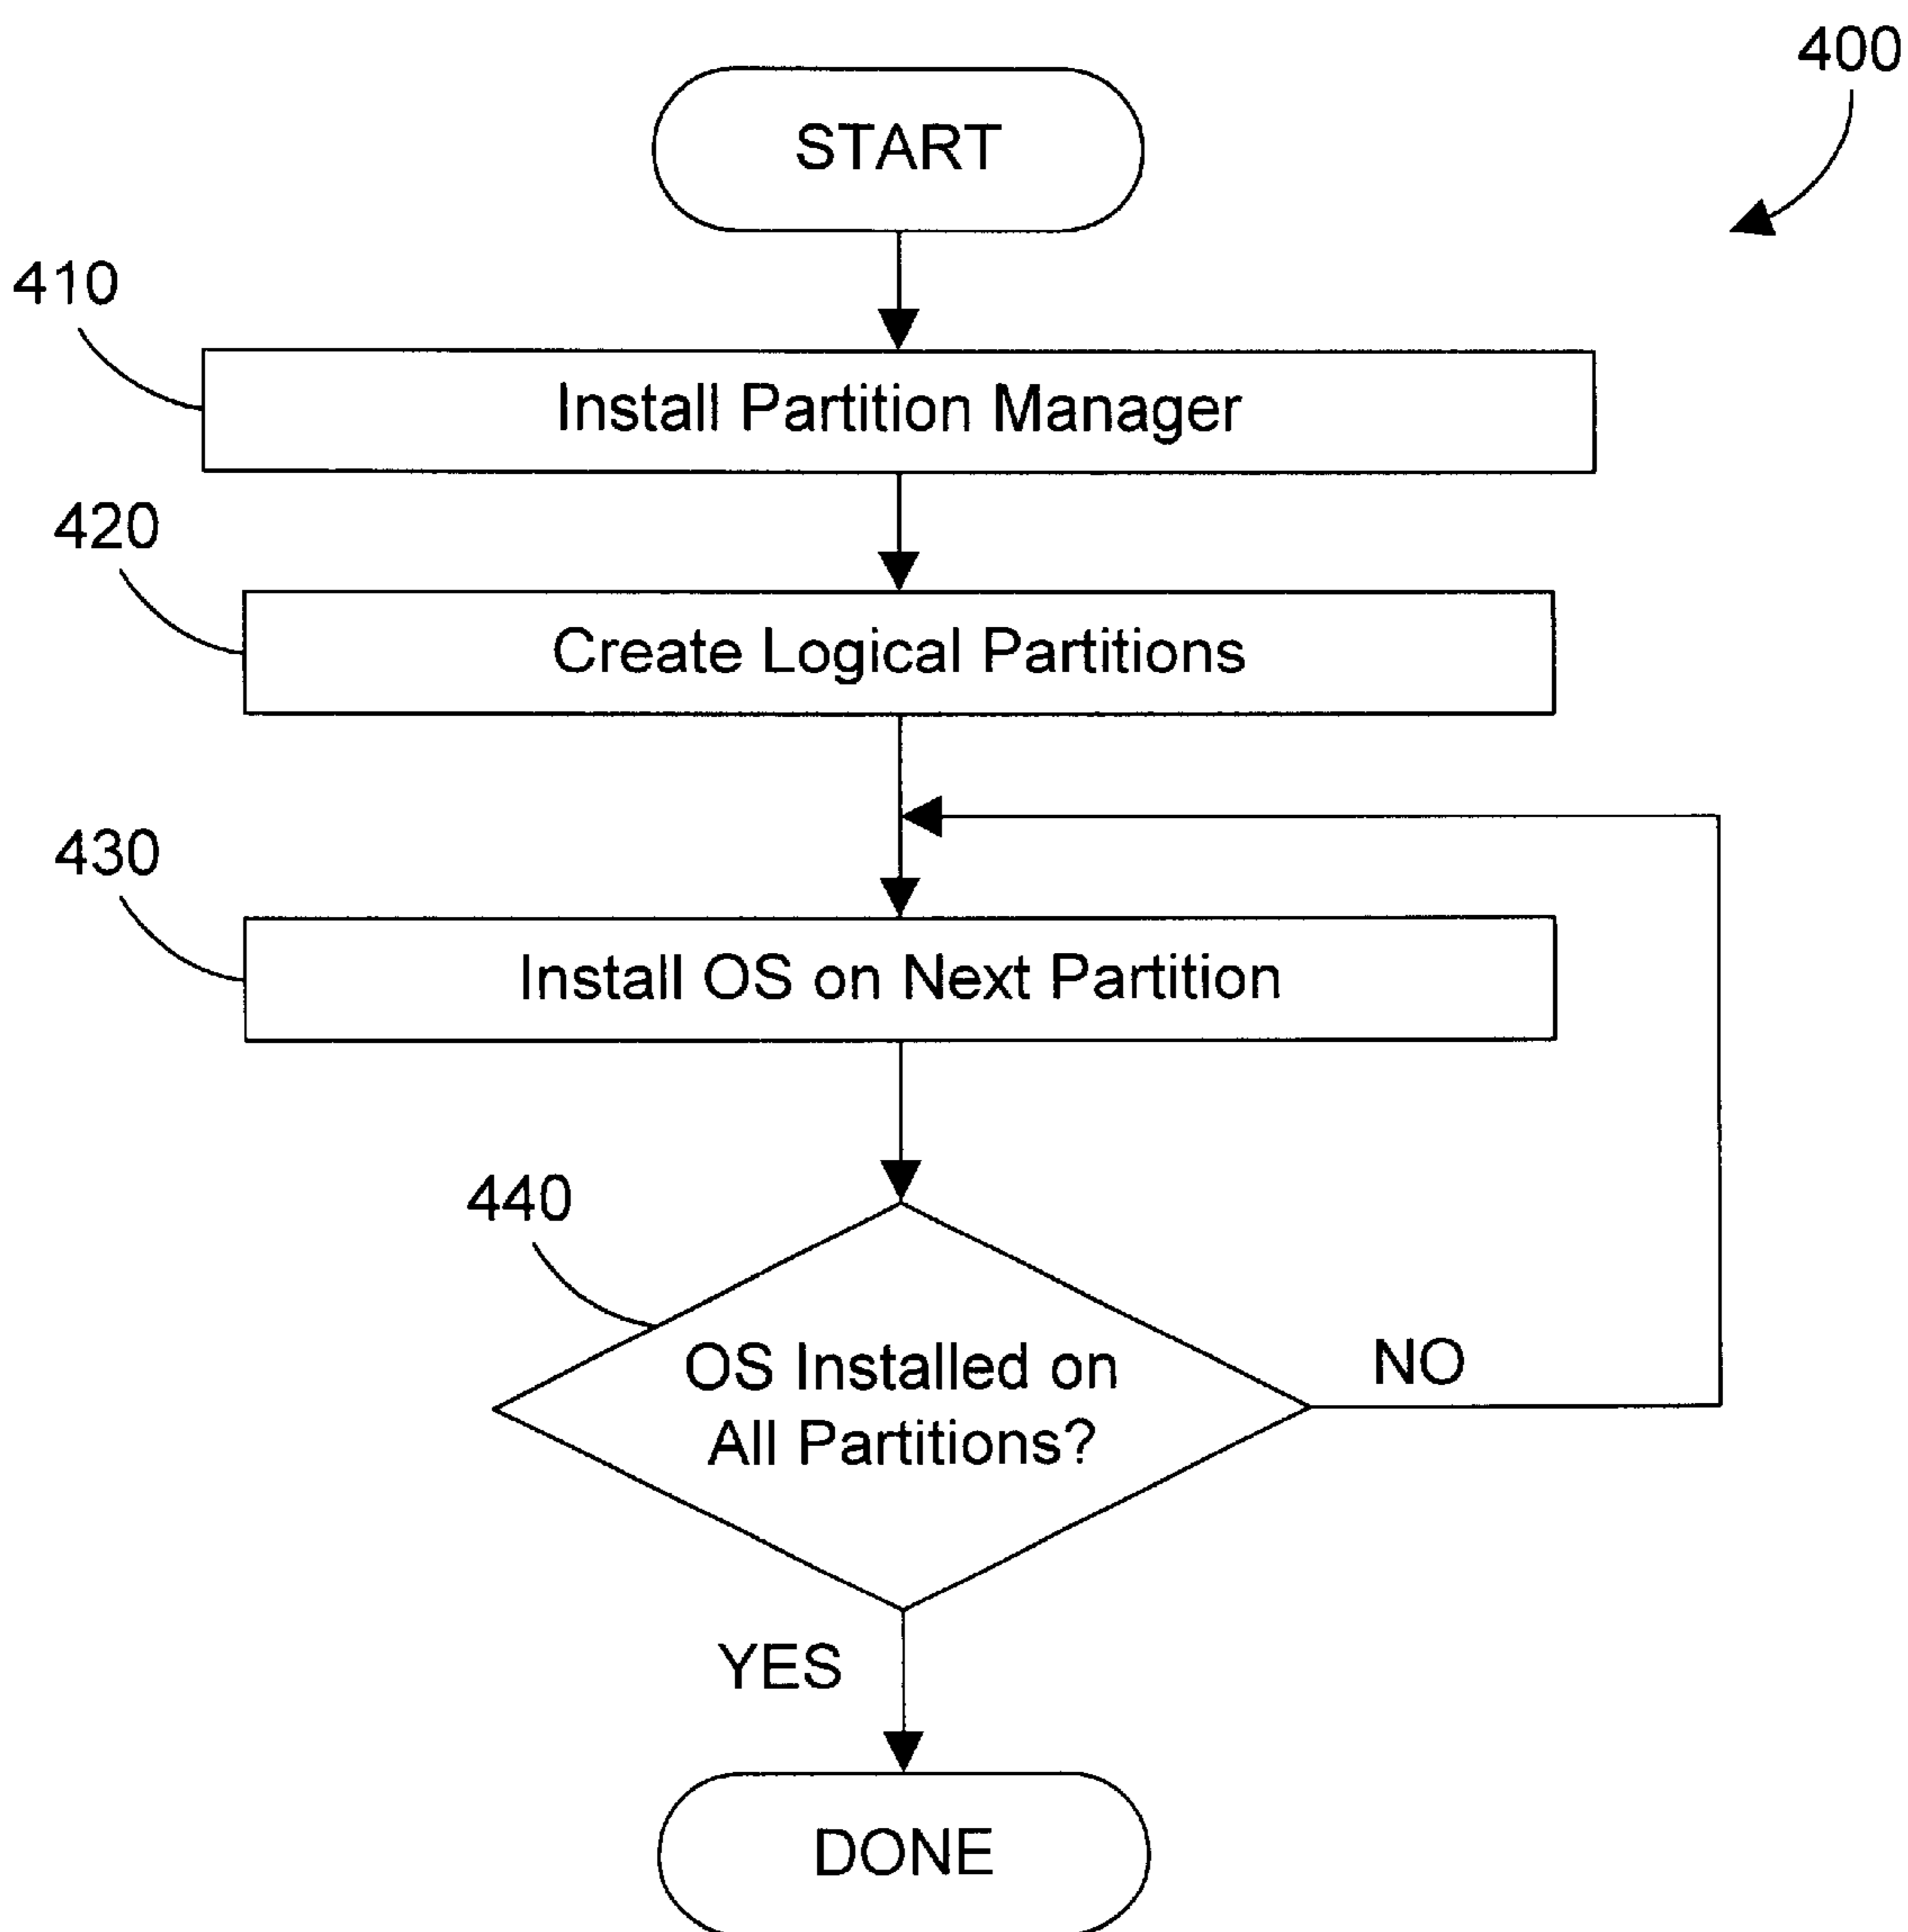 400
START
410
Install Partition Manager
420
Create Logical Partitions
430
Install OS on Next Partition
440
OS Installed on
All Partitions?
NO
YES
DONE